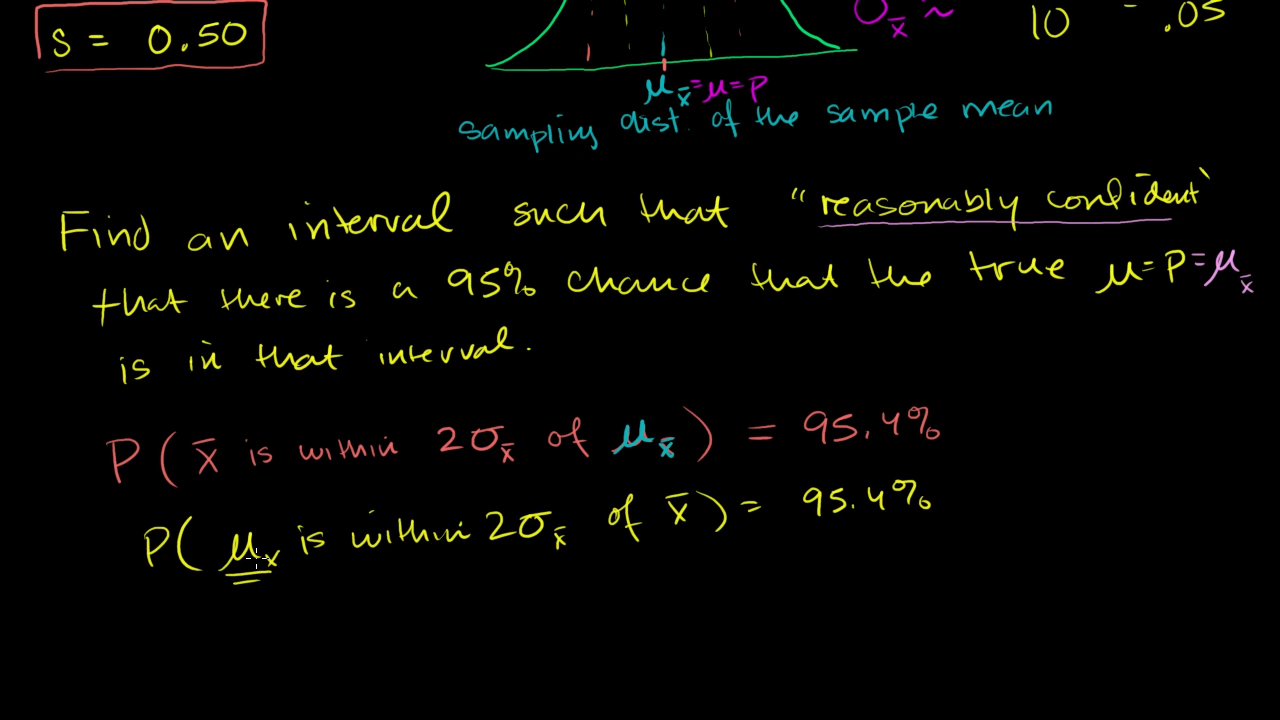 S = 0.50
σx̄ ~ 10 = .05
μx̄ = μ = P
sampling dist. of the sample mean
Find an interval such that "reasonably confident"
that there is a 95% chance that the true μ = P = μx̄
is in that interval.
P( x̄ is within 2σx̄ of μx̄ ) = 95.4%
P( μx is within 2σx̄ of x̄ ) = 95.4%